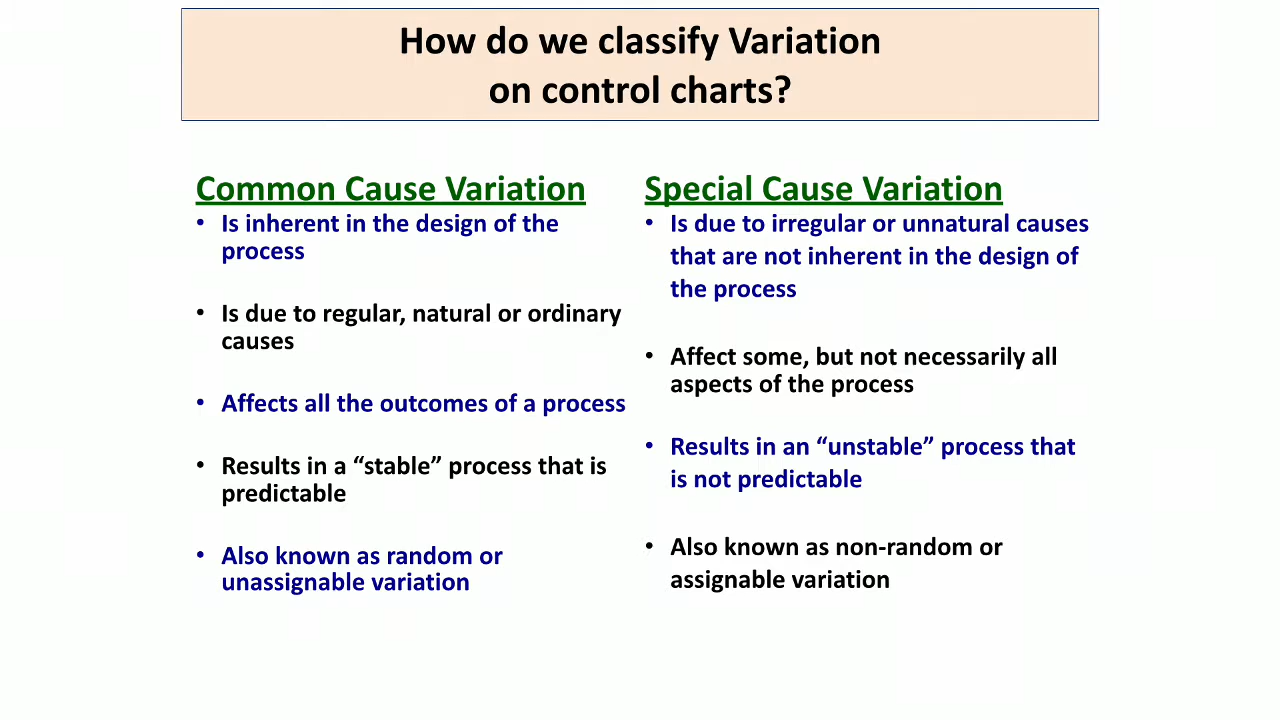 How do we classify Variation
on control charts?
Common Cause Variation
• Is inherent in the design of the
process
• Is due to regular, natural or ordinary
causes
• Affects all the outcomes of a process
• Results in a “stable” process that is
predictable
• Also known as random or
unassignable variation
Special Cause Variation
• Is due to irregular or unnatural causes
that are not inherent in the design of
the process
• Affect some, but not necessarily all
aspects of the process
• Results in an “unstable” process that
is not predictable
• Also known as non-random or
assignable variation